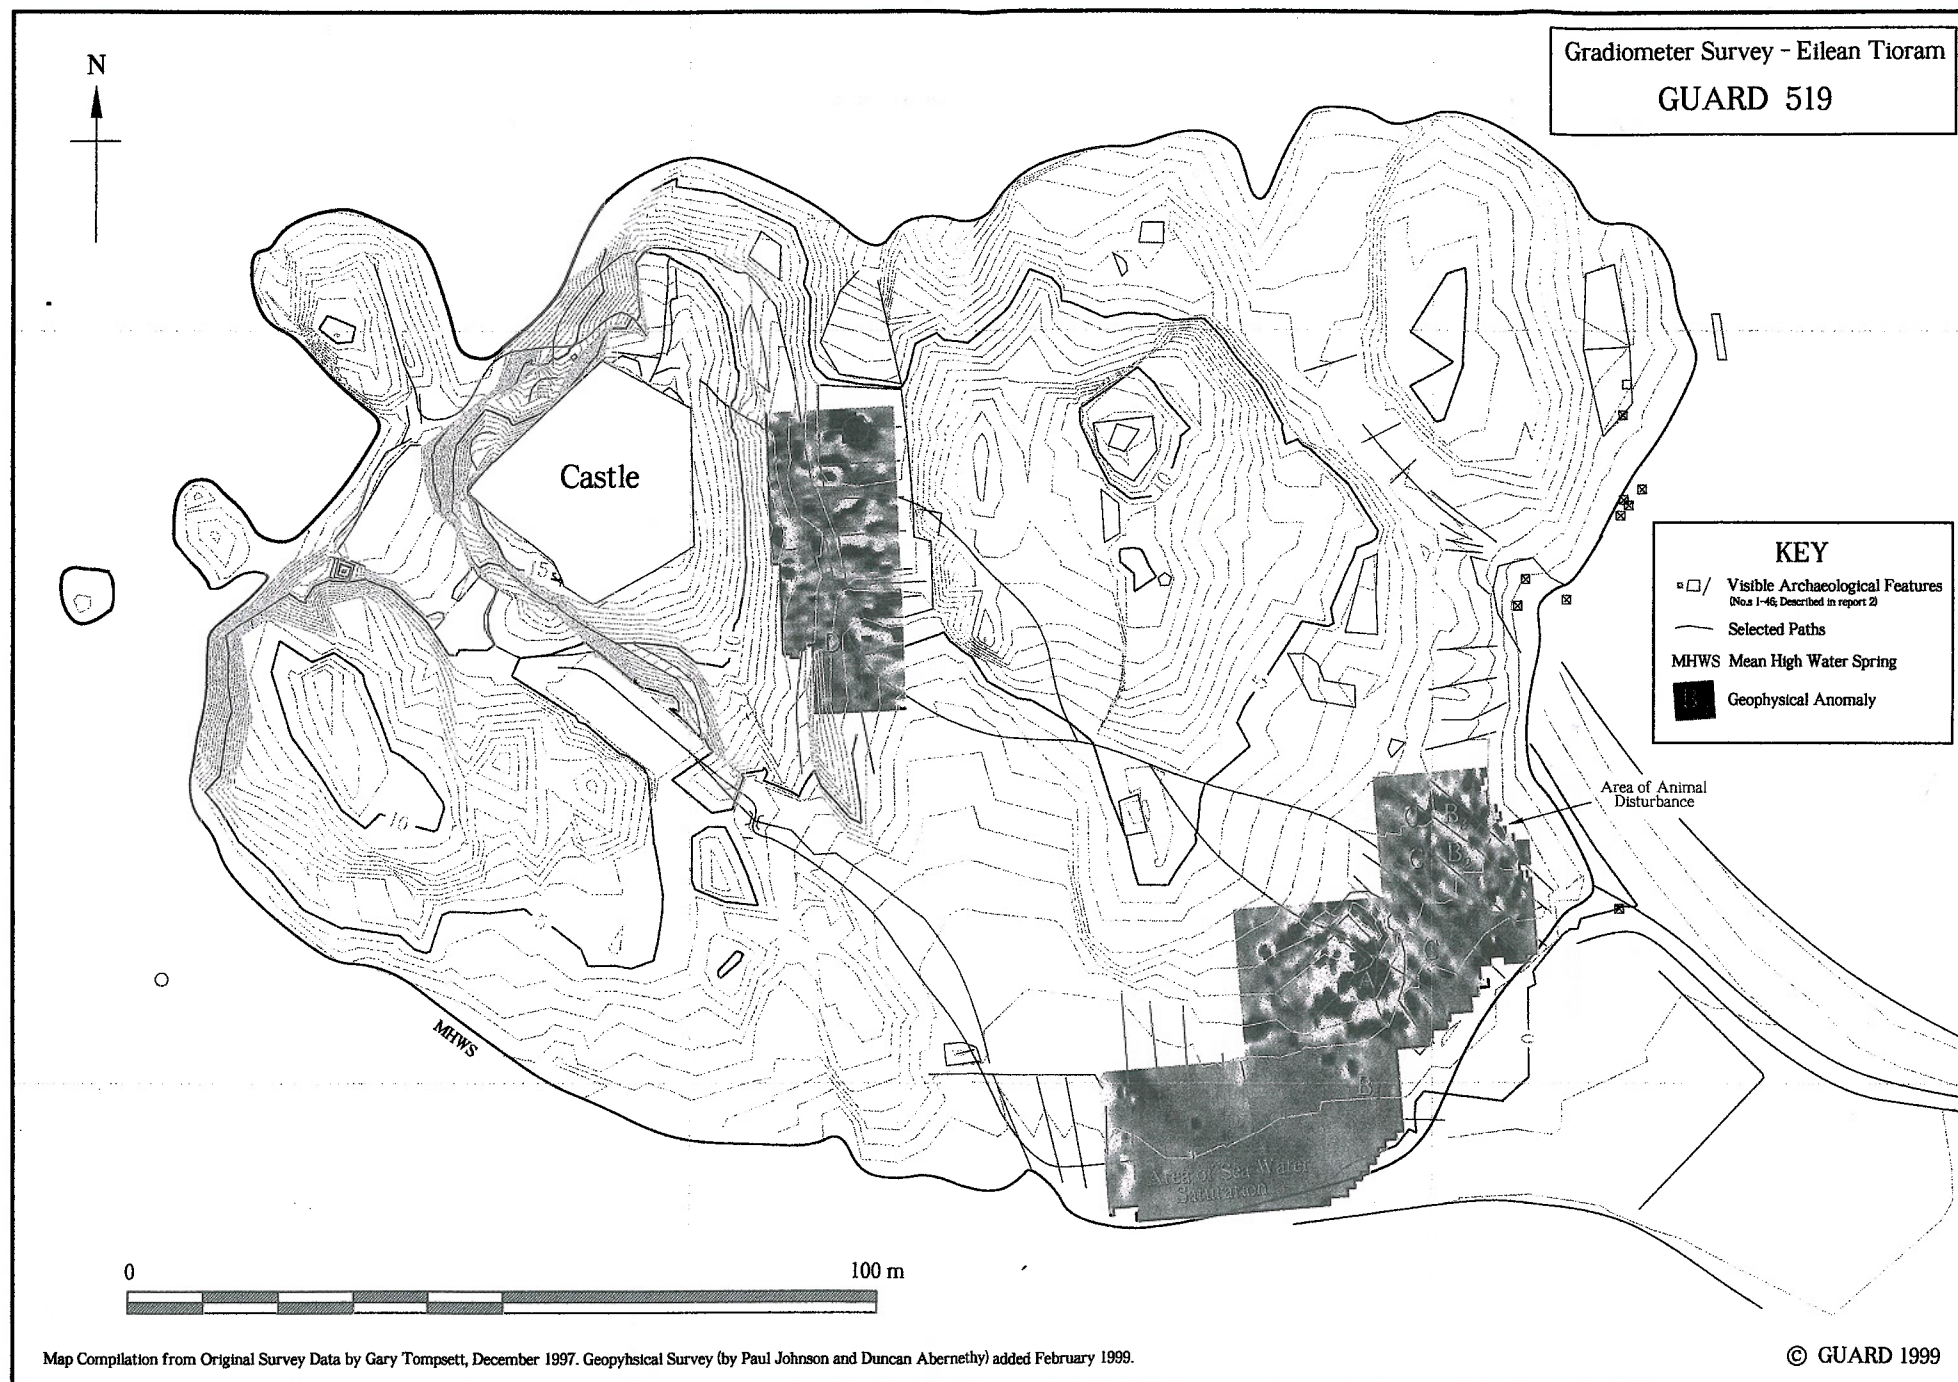 Gradiometer Survey - Eilean Tioram
GUARD 519
N
Castle
15
D
10
MHWS
KEY
Visible Archaeological Features
(No.s 1-46; Described in report 2)
Selected Paths
MHWS Mean High Water Spring
B
Geophysical Anomaly
Area of Animal
Disturbance
C
B
C
B
C
A
B
Area of Sea Water
Saturation
0
100 m
Map Compilation from Original Survey Data by Gary Tompsett, December 1997. Geopyhsical Survey (by Paul Johnson and Duncan Abernethy) added February 1999.
© GUARD 1999